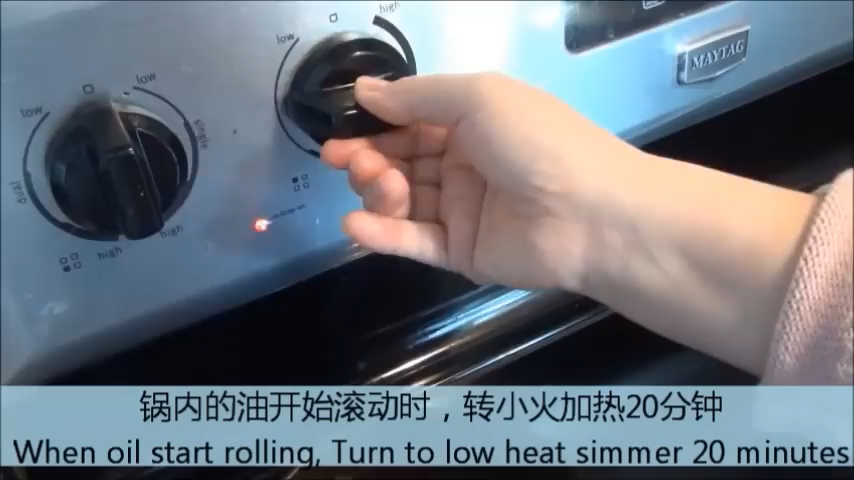 high
low
MAYTAG
low
low
single
high
high
锅内的油开始滚动时，转小火加热20分钟
When oil start rolling, Turn to low heat simmer 20 minutes